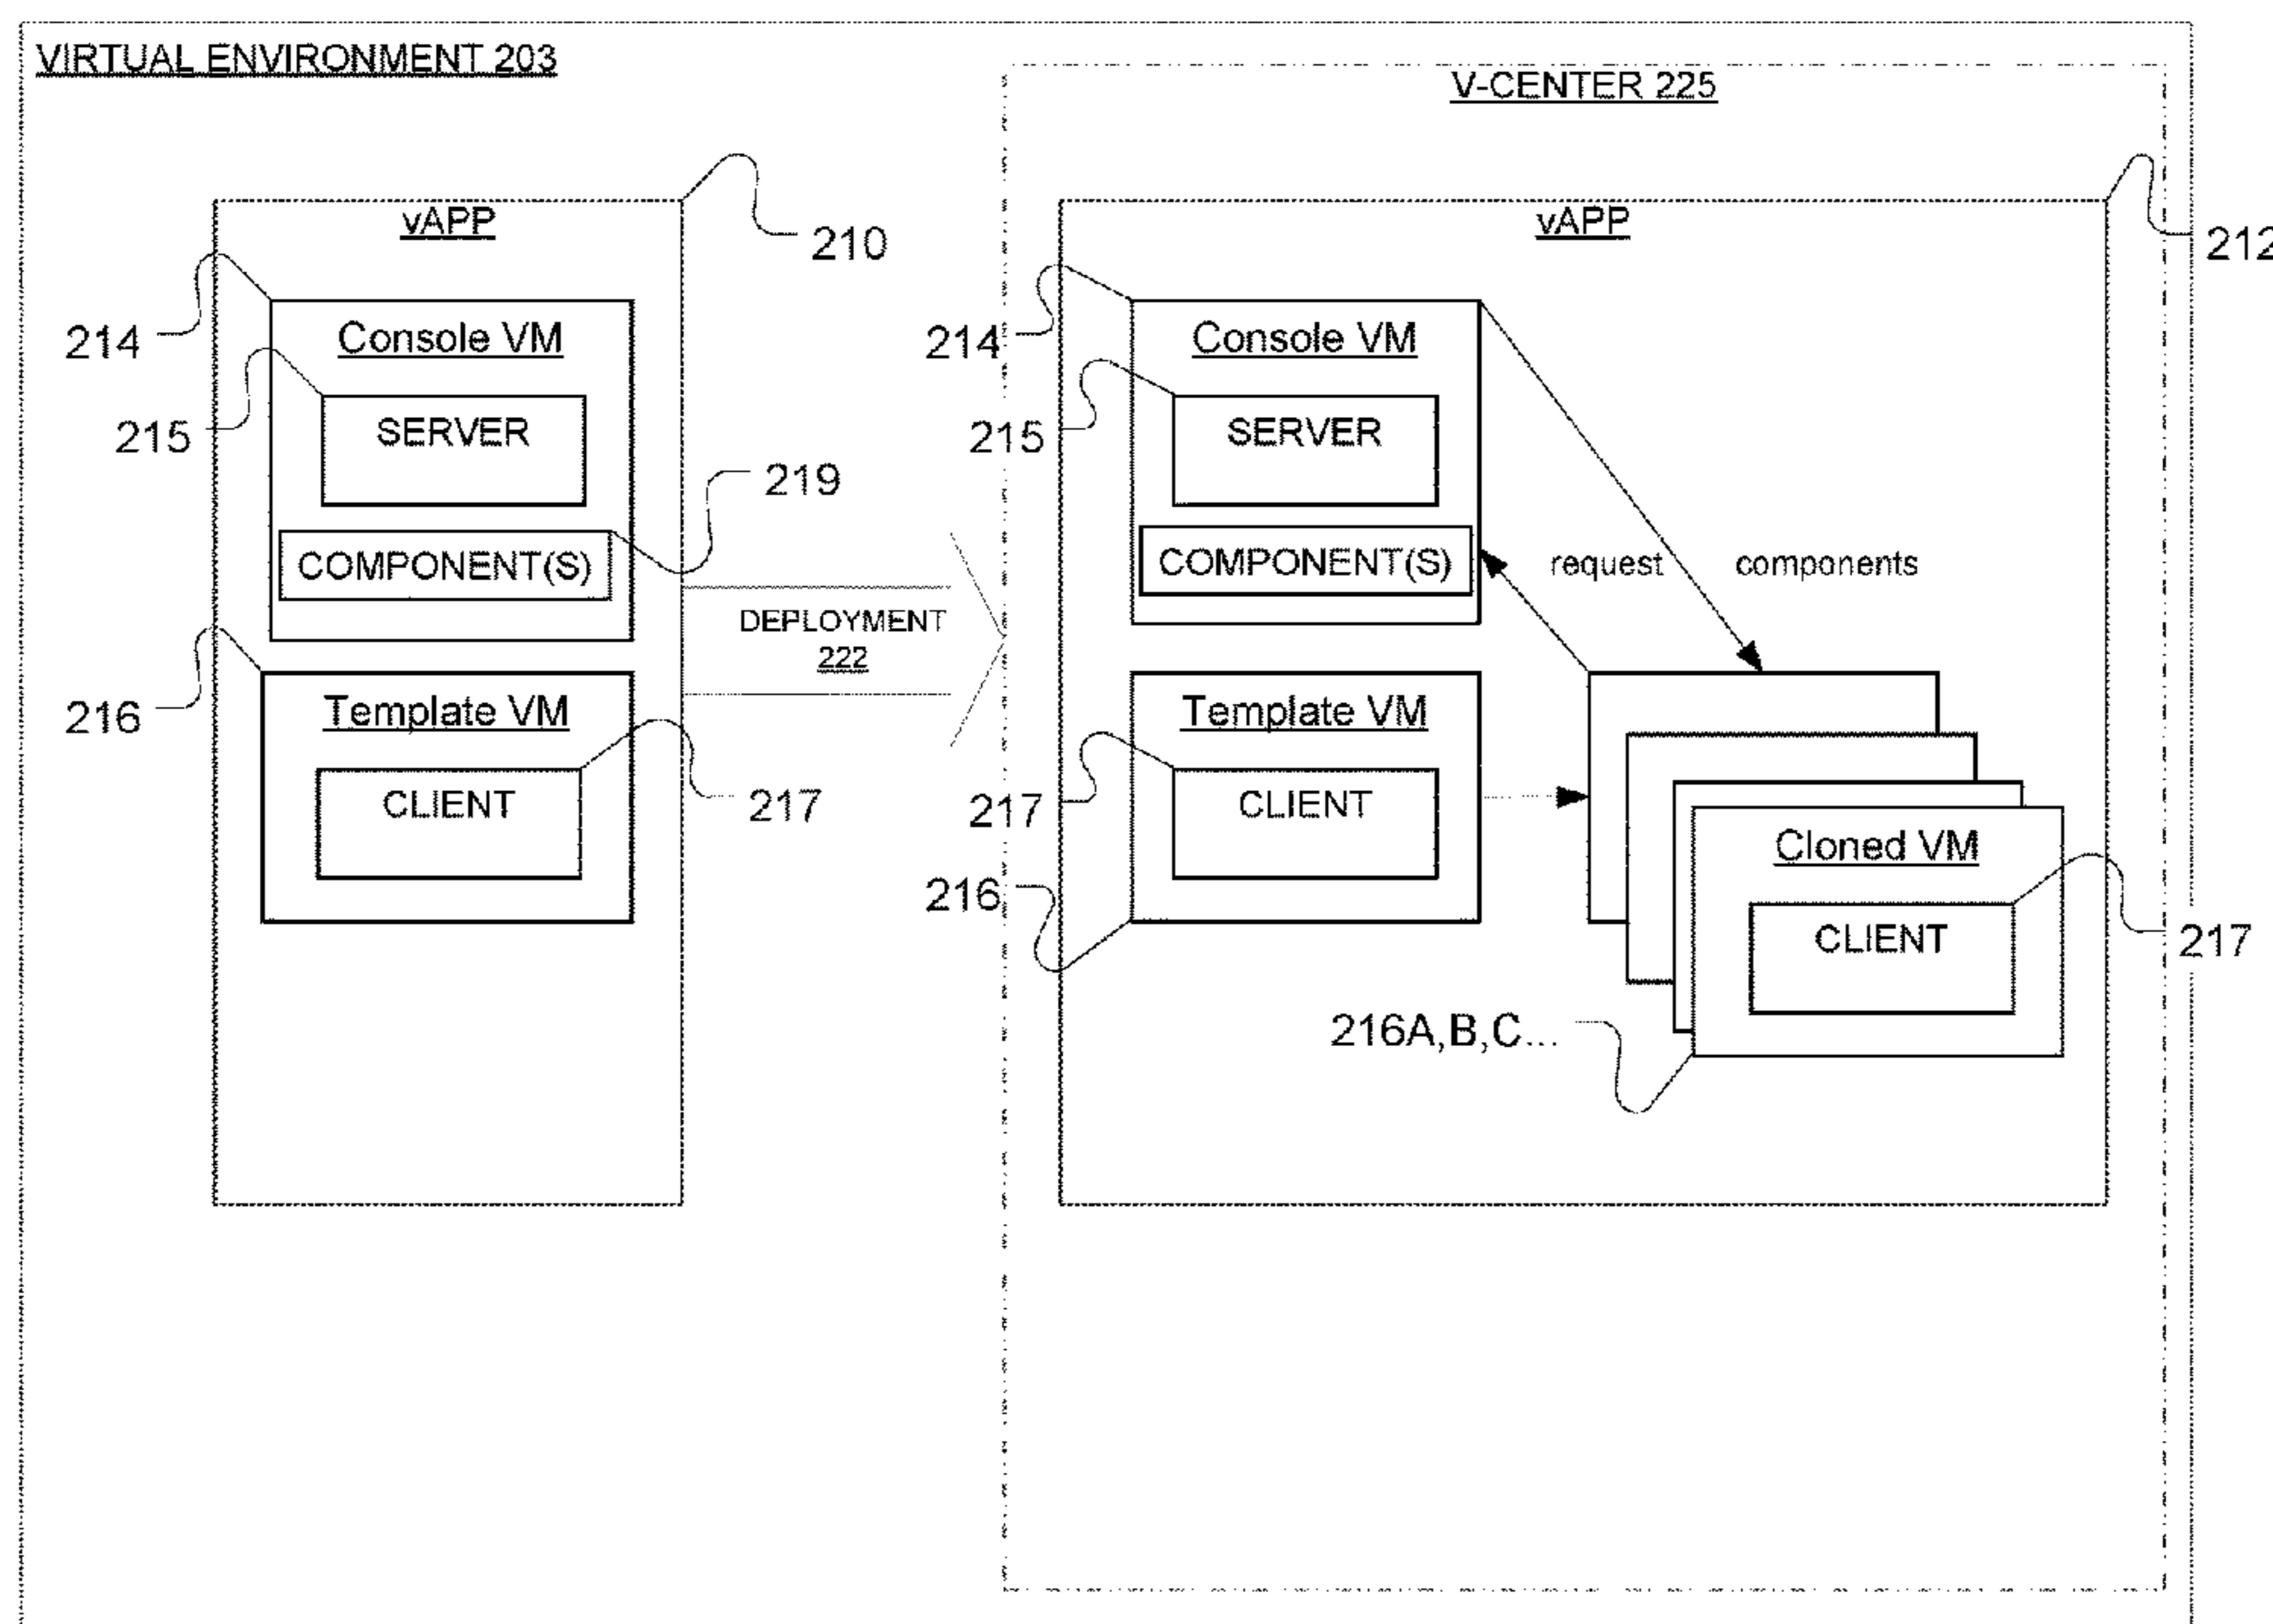 VIRTUAL ENVIRONMENT 203
V-CENTER 225
vAPP
210
214
Console VM
215
SERVER
219
COMPONENT(S)
DEPLOYMENT
222
216
Template VM
CLIENT
217
vAPP
212
214
Console VM
215
SERVER
COMPONENT(S)
request
components
Template VM
217
CLIENT
216
Cloned VM
CLIENT
217
216A,B,C...